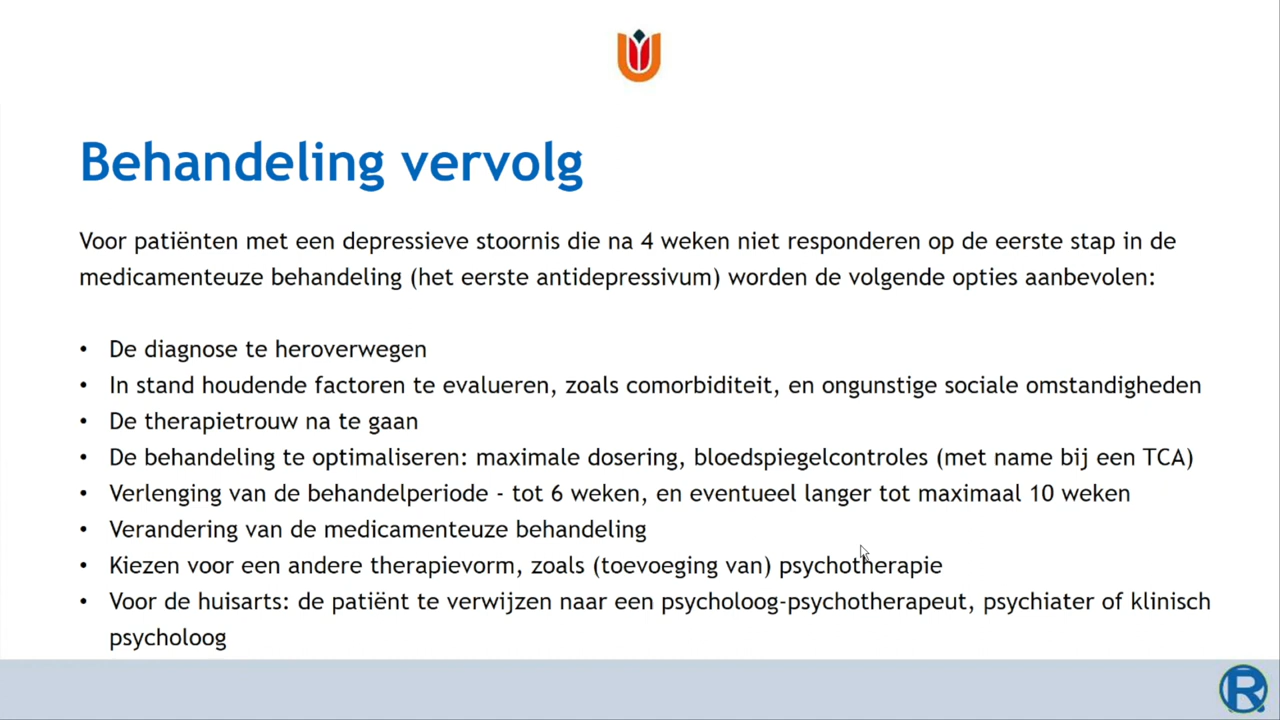 Behandeling vervolg
Voor patiënten met een depressieve stoornis die na 4 weken niet responderen op de eerste stap in de
medicamenteuze behandeling (het eerste antidepressivum) worden de volgende opties aanbevolen:
• De diagnose te heroverwegen
• In stand houdende factoren te evalueren, zoals comorbiditeit, en ongunstige sociale omstandigheden
• De therapietrouw na te gaan
• De behandeling te optimaliseren: maximale dosering, bloedspiegelcontroles (met name bij een TCA)
• Verlenging van de behandelperiode - tot 6 weken, en eventueel langer tot maximaal 10 weken
• Verandering van de medicamenteuze behandeling
• Kiezen voor een andere therapievorm, zoals (toevoeging van) psychotherapie
• Voor de huisarts: de patiënt te verwijzen naar een psycholoog-psychotherapeut, psychiater of klinisch
psycholoog
R